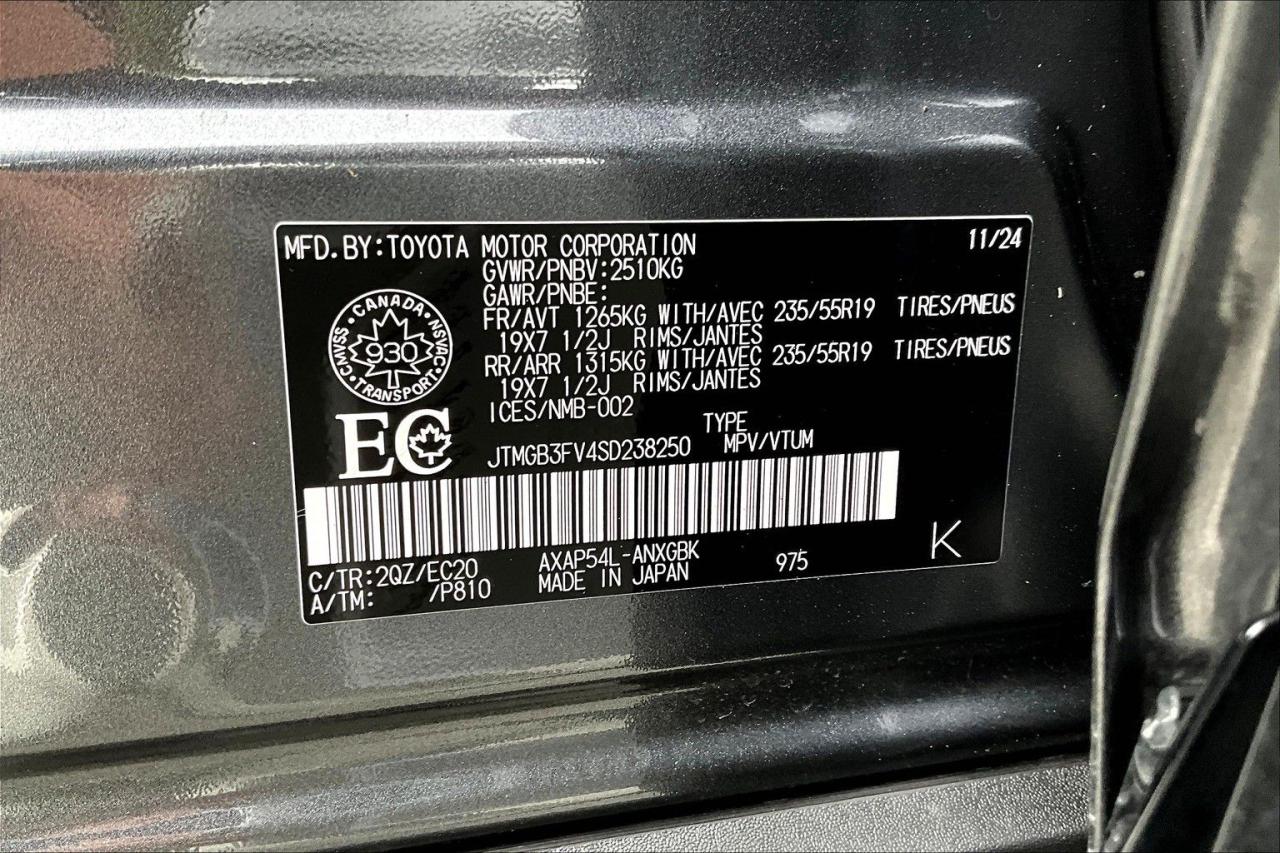 MFD.BY:TOYOTA MOTOR CORPORATION 11/24
GVWR/PNBV:2510KG
GAWR/PNBE:
FR/AVT 1265KG WITH/AVEC 235/55R19 TIRES/PNEUS
19X7 1/2J RIMS/JANTES
RR/ARR 1315KG WITH/AVEC 235/55R19 TIRES/PNEUS
19X7 1/2J RIMS/JANTES
ICES/NMB-002
CANADA · NSVAC · TRANSPORT · CMVSS ·
930
EC
TYPE
JTMGB3FV4SD238250 MPV/VTUM
C/TR:2QZ/EC20 AXAP54L-ANXGBK 975 K
A/TM: /P810 MADE IN JAPAN